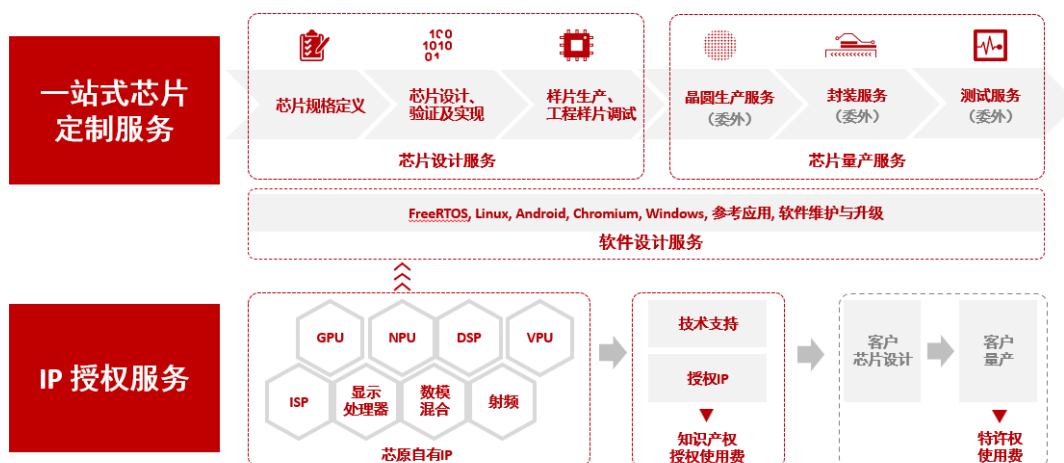 一站式芯片
定制服务
100
1010
01
芯片规格定义
芯片设计、
验证及实现
样片生产、
工程样片调试
芯片设计服务
晶圆生产服务
(委外)
封装服务
(委外)
测试服务
(委外)
芯片量产服务
FreeRTOS, Linux, Android, Chromium, Windows, 参考应用, 软件维护与升级
软件设计服务
IP 授权服务
GPU
NPU
DSP
VPU
ISP
显示
处理器
数模
混合
射频
芯原自有IP
技术支持
授权IP
知识产权
授权使用费
客户
芯片设计
客户
量产
特许权
使用费